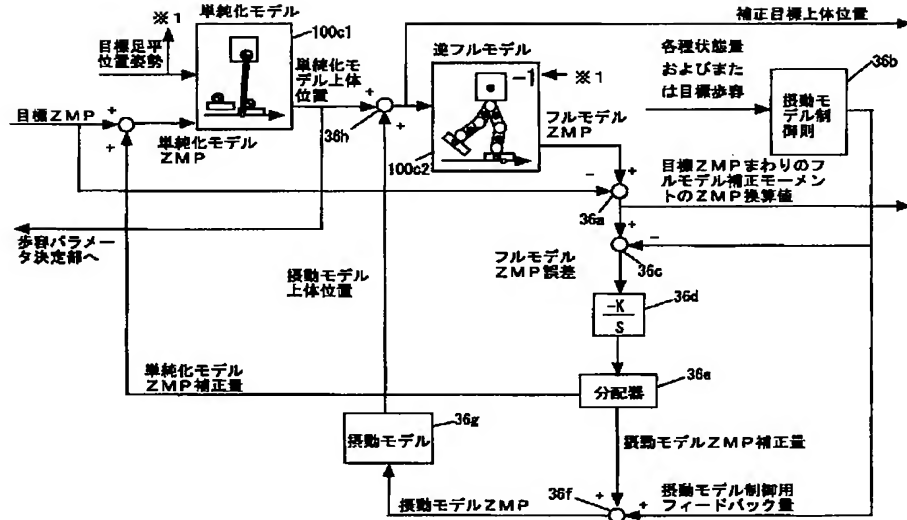 ※1
単純化モデル
100c1
補正目標上体位置
目標足平
位置姿勢
単純化モ
デル上体
位置
逆フルモデル
-1
※1
各種状態量
およびまた
は目標歩容
36b
摂動モ
デル制
御則
目標ZMP
+
+
単純化モデル
ZMP
+
+
36h
100c2
フルモデル
ZMP
+
-
36a
目標ZMPまわりのフ
ルモデル補正モーメン
トのZMP換算値
歩容パラメー
タ決定部へ
摂動モデル
上体位置
フルモデル
ZMP誤差
+
-
36c
-K
S
36d
単純化モデル
ZMP補正量
分配器
36e
摂動モデル
36g
摂動モデルZMP補正量
摂動モデルZMP
36f
+
+
摂動モデル制御用
フィードバック量